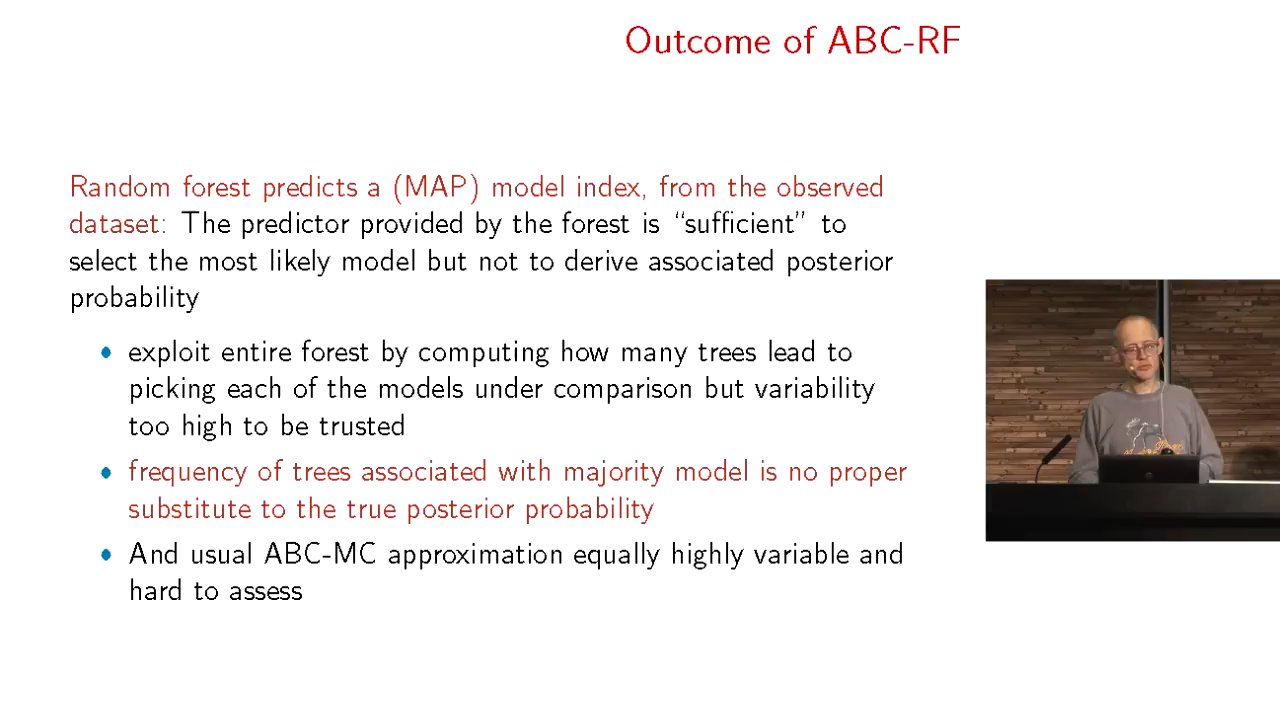 Outcome of ABC-RF
Random forest predicts a (MAP) model index, from the observed
dataset: The predictor provided by the forest is “sufficient” to
select the most likely model but not to derive associated posterior
probability
• exploit entire forest by computing how many trees lead to
picking each of the models under comparison but variability
too high to be trusted
• frequency of trees associated with majority model is no proper
substitute to the true posterior probability
• And usual ABC-MC approximation equally highly variable and
hard to assess